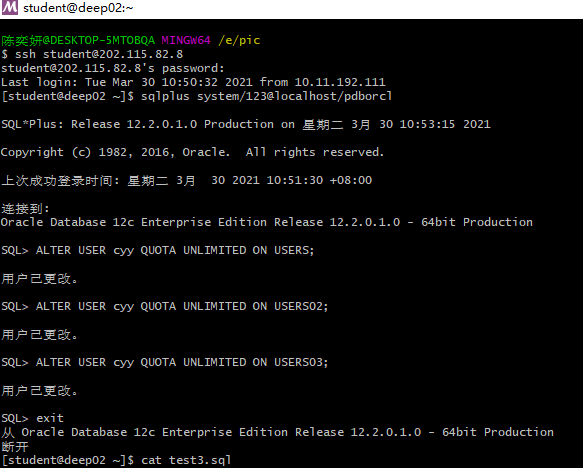 student@deep02:~
陈奕妍@DESKTOP-5MTOBQA MINGW64 /e/pic
$ ssh student@202.115.82.8
student@202.115.82.8's password:
Last login: Tue Mar 30 10:50:32 2021 from 10.11.192.111
[student@deep02 ~]$ sqlplus system/123@localhost/pdborcl
SQL*Plus: Release 12.2.0.1.0 Production on 星期二 3月 30 10:53:15 2021
Copyright (c) 1982, 2016, Oracle.  All rights reserved.
上次成功登录时间: 星期二 3月  30 2021 10:51:30 +08:00
连接到:
Oracle Database 12c Enterprise Edition Release 12.2.0.1.0 - 64bit Production
SQL> ALTER USER cyy QUOTA UNLIMITED ON USERS;
用户已更改。
SQL> ALTER USER cyy QUOTA UNLIMITED ON USERS02;
用户已更改。
SQL> ALTER USER cyy QUOTA UNLIMITED ON USERS03;
用户已更改。
SQL> exit
从 Oracle Database 12c Enterprise Edition Release 12.2.0.1.0 - 64bit Production
断开
[student@deep02 ~]$ cat test3.sql